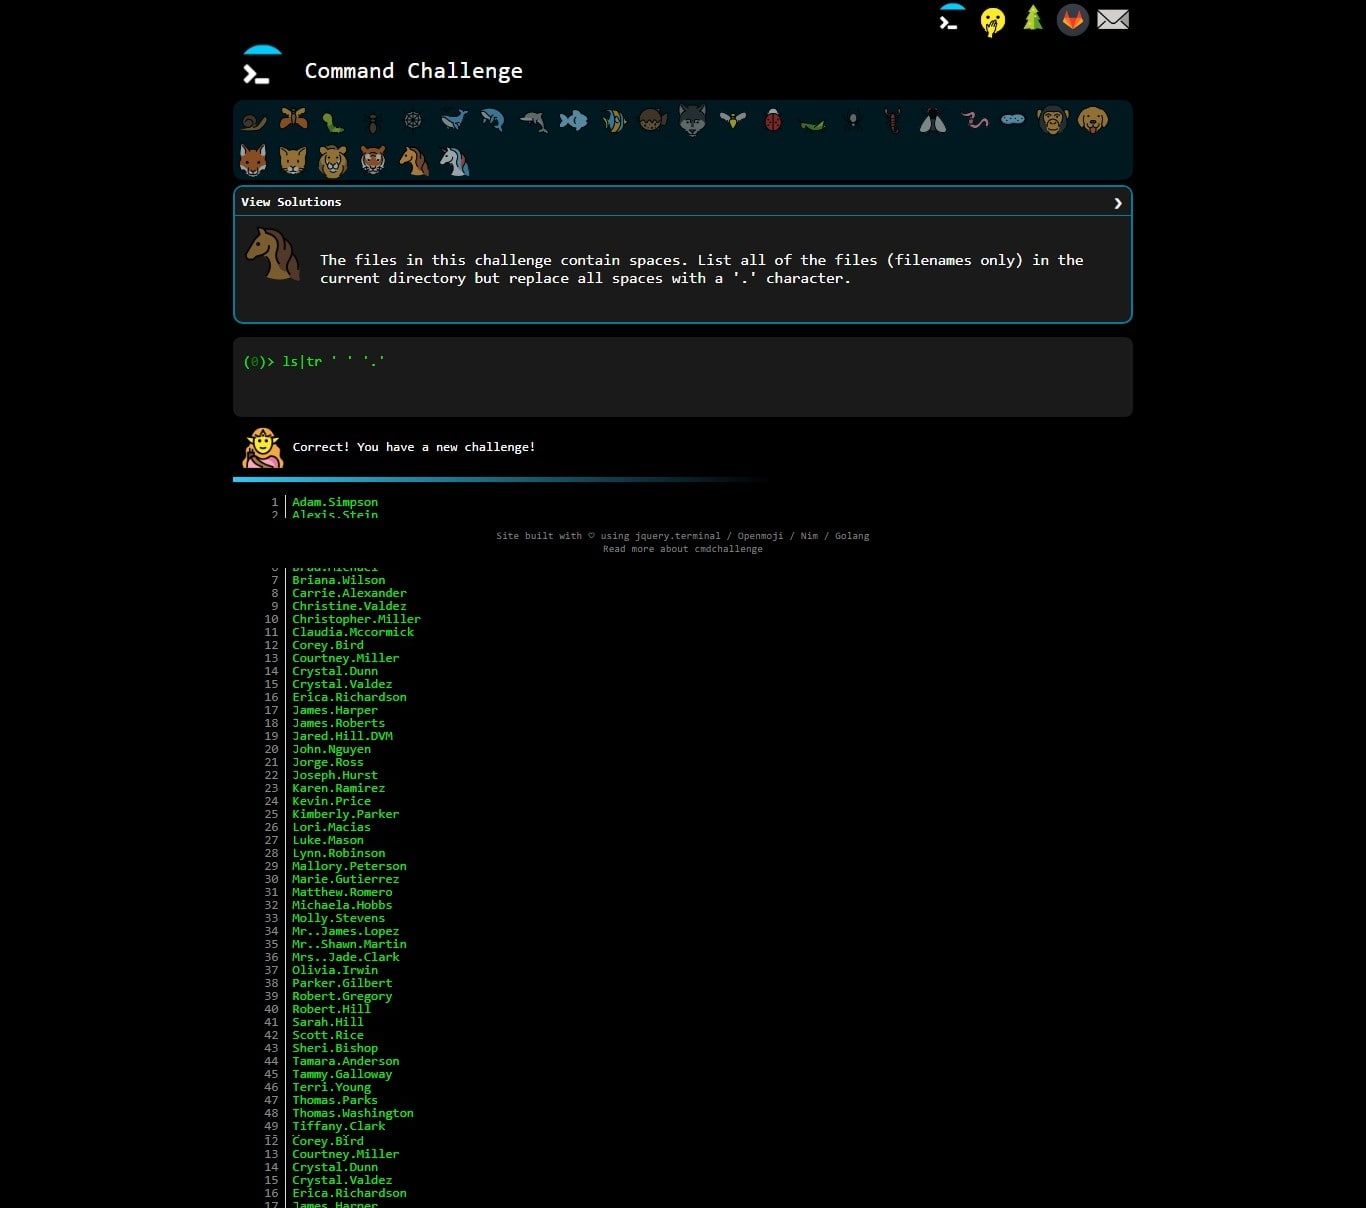 Command Challenge
View Solutions
The files in this challenge contain spaces. List all of the files (filenames only) in the
current directory but replace all spaces with a '.' character.
(0)> ls|tr ' ' '.'
Correct! You have a new challenge!
1 Adam.Simpson
2 Alexis.Stein
Site built with ♡ using jquery.terminal / Openmoji / Nim / Golang
Read more about cmdchallenge
6 Brad.Michael
7 Briana.Wilson
8 Carrie.Alexander
9 Christine.Valdez
10 Christopher.Miller
11 Claudia.Mccormick
12 Corey.Bird
13 Courtney.Miller
14 Crystal.Dunn
15 Crystal.Valdez
16 Erica.Richardson
17 James.Harper
18 James.Roberts
19 Jared.Hill.DVM
20 John.Nguyen
21 Jorge.Ross
22 Joseph.Hurst
23 Karen.Ramirez
24 Kevin.Price
25 Kimberly.Parker
26 Lori.Macias
27 Luke.Mason
28 Lynn.Robinson
29 Mallory.Peterson
30 Marie.Gutierrez
31 Matthew.Romero
32 Michaela.Hobbs
33 Molly.Stevens
34 Mr..James.Lopez
35 Mr..Shawn.Martin
36 Mrs..Jade.Clark
37 Olivia.Irwin
38 Parker.Gilbert
39 Robert.Gregory
40 Robert.Hill
41 Sarah.Hill
42 Scott.Rice
43 Sheri.Bishop
44 Tamara.Anderson
45 Tammy.Galloway
46 Terri.Young
47 Thomas.Parks
48 Thomas.Washington
49 Tiffany.Clark
12 Corey.Bird
13 Courtney.Miller
14 Crystal.Dunn
15 Crystal.Valdez
16 Erica.Richardson
17 James.Harper